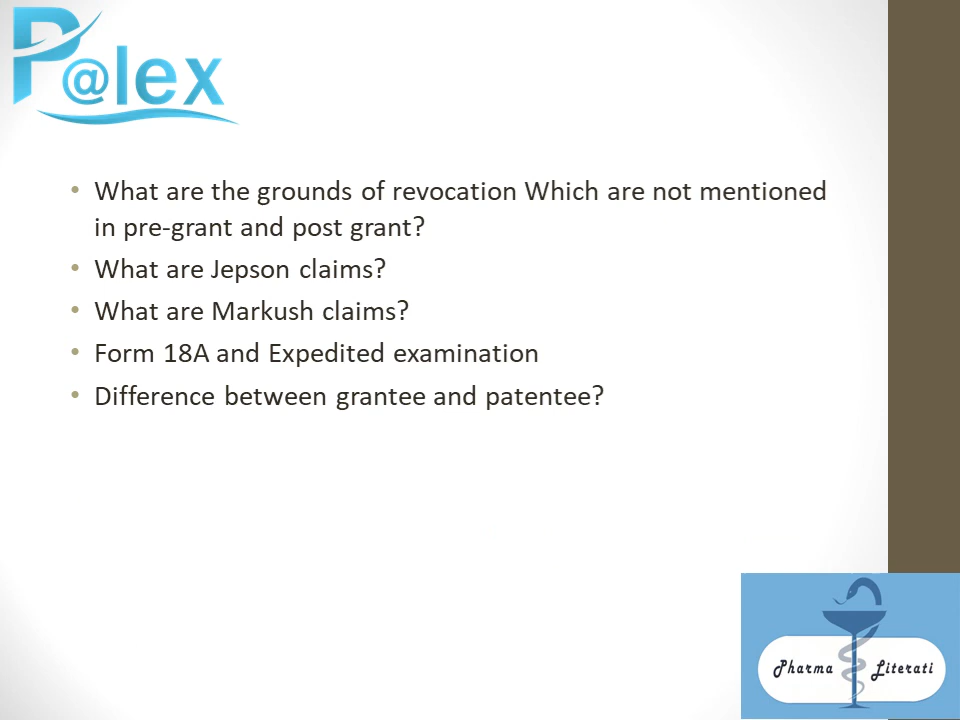 P@lex
• What are the grounds of revocation Which are not mentioned
in pre-grant and post grant?
• What are Jepson claims?
• What are Markush claims?
• Form 18A and Expedited examination
• Difference between grantee and patentee?
Pharma Literati